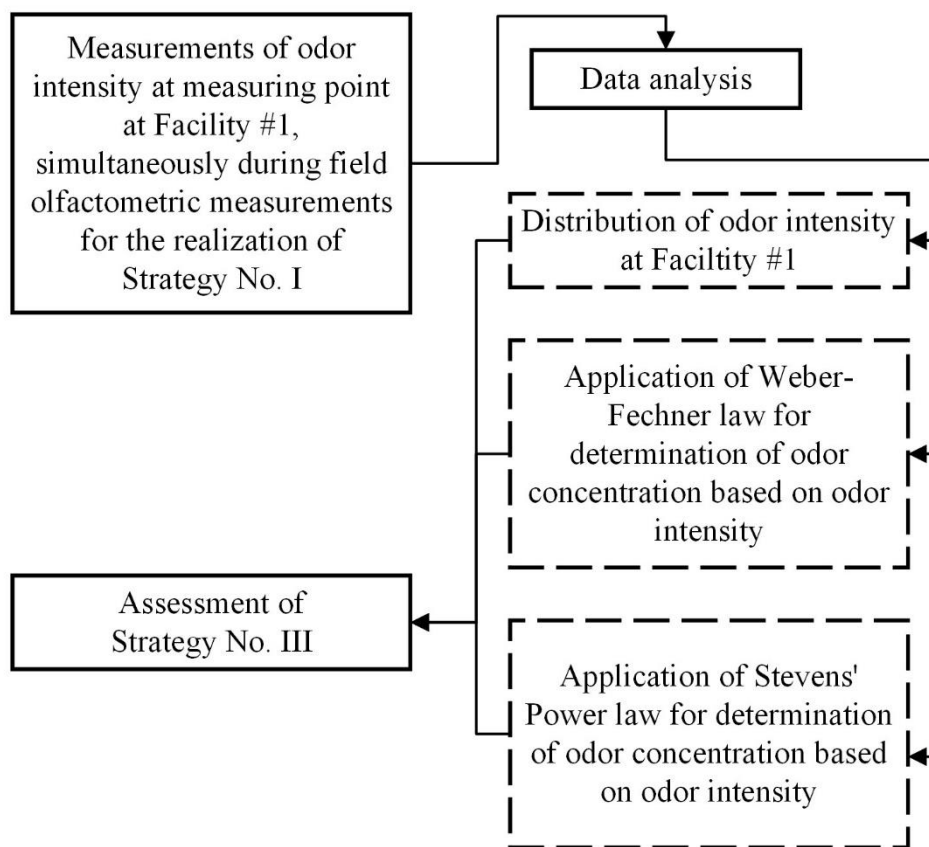 Measurements of odor
intensity at measuring point
at Facility #1,
simultaneously during field
olfactometric measurements
for the realization of
Strategy No. I
Data analysis
Distribution of odor intensity
at Faciltity #1
Application of Weber-
Fechner law for
determination of odor
concentration based on odor
intensity
Application of Stevens'
Power law for determination
of odor concentration based
on odor intensity
Assessment of
Strategy No. III